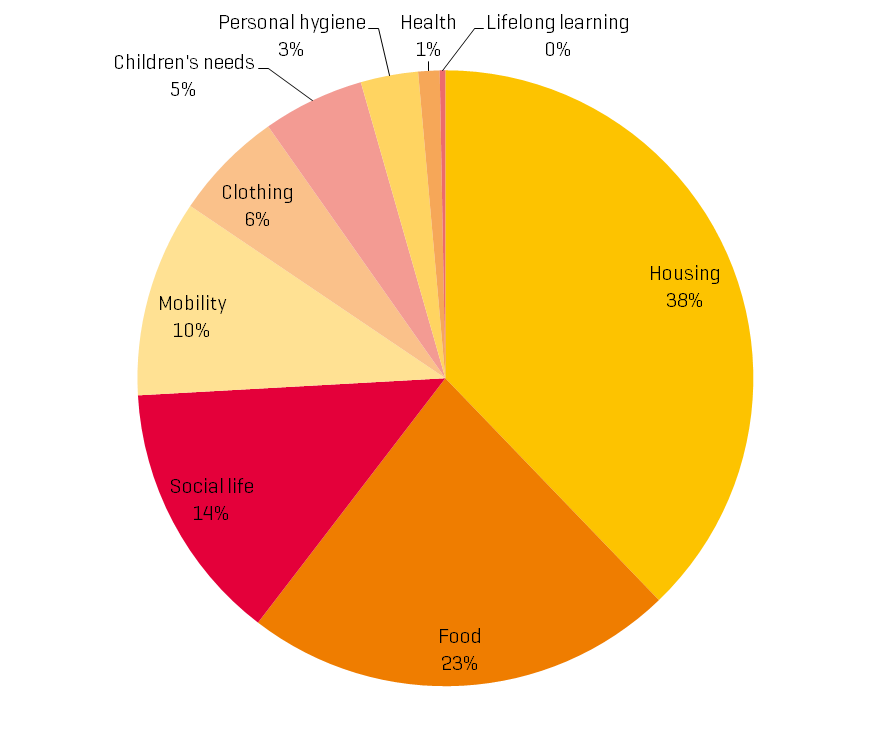 Personal hygiene
3%
Health
1%
Lifelong learning
0%
Children's needs
5%
Clothing
6%
Housing
38%
Mobility
10%
Social life
14%
Food
23%